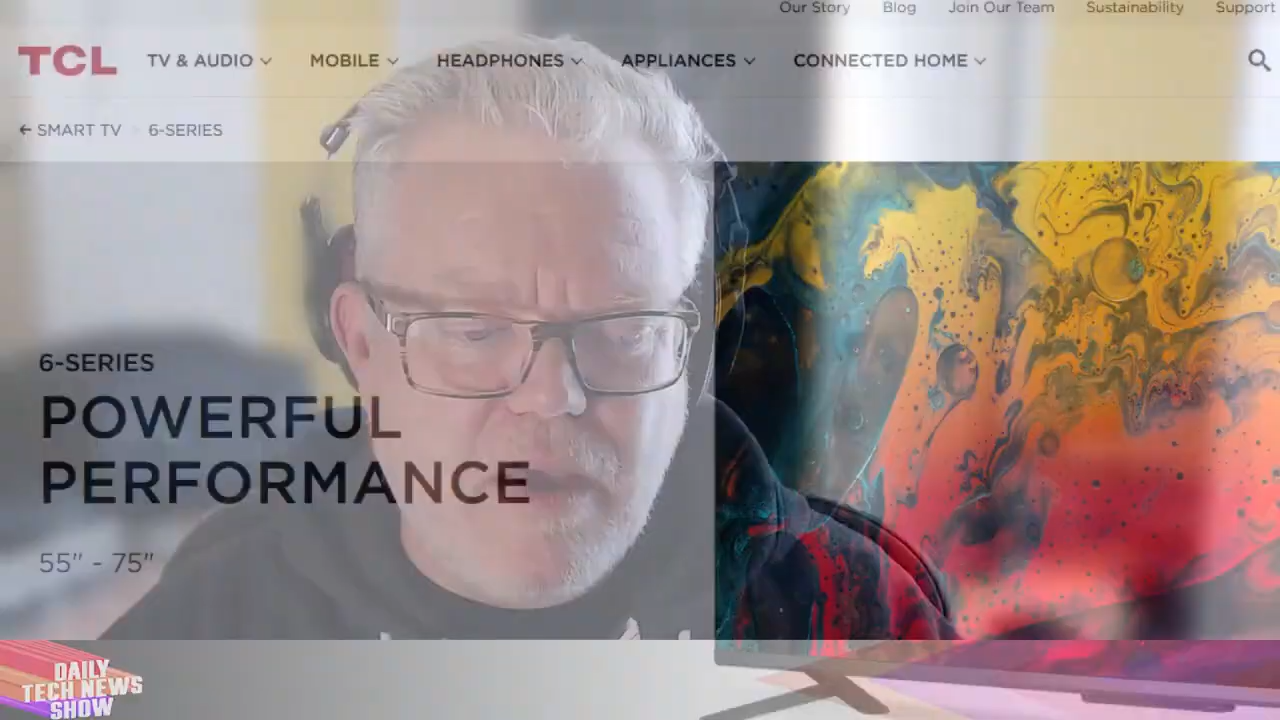 Our Story Blog Join Our Team Sustainability Support
TCL TV & AUDIO MOBILE HEADPHONES APPLIANCES CONNECTED HOME
← SMART TV 6-SERIES
6-SERIES
POWERFUL
PERFORMANCE
55" - 75"
DAILY
TECH NEWS
SHOW